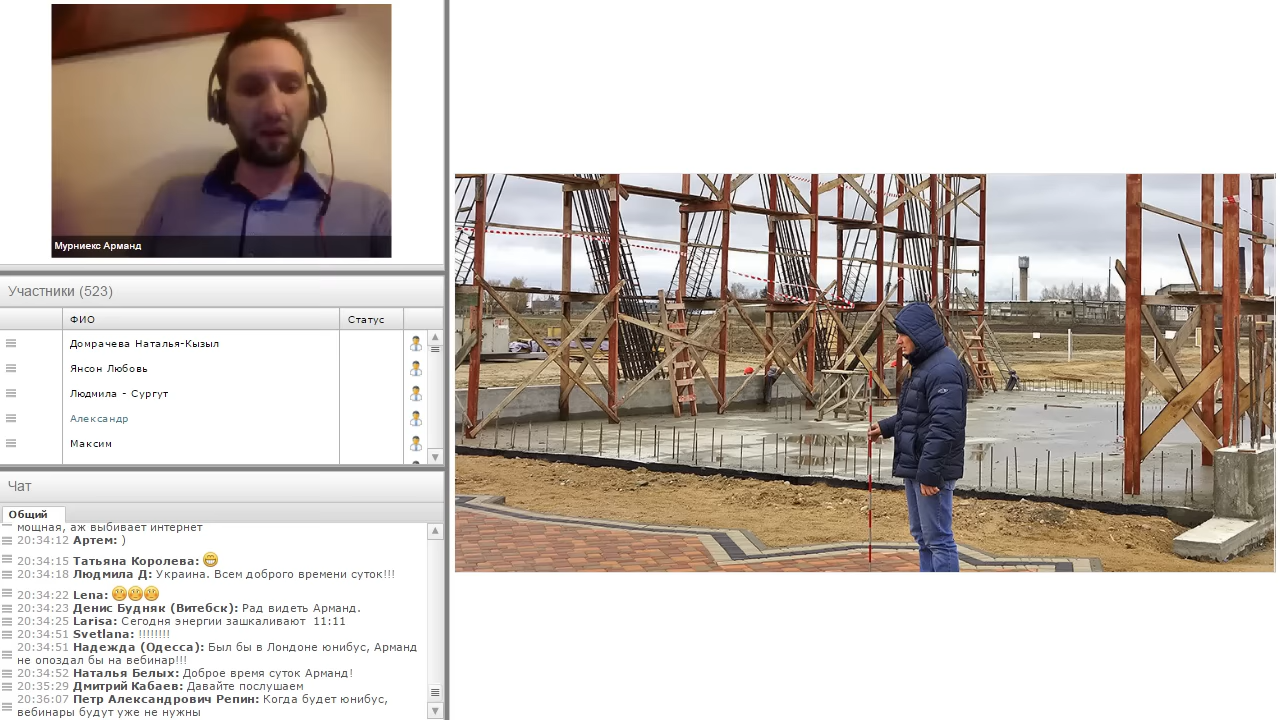 Мурниекс Арманд
Участники (523)
ФИО
Статус
Домрачева Наталья-Кызыл
Янсон Любовь
Людмила - Сургут
Александр
Максим
Чат
Общий
мощная, аж выбивает интернет
20:34:12 Артем: )
20:34:15 Татьяна Королева:
20:34:18 Людмила Д: Украина. Всем доброго времени суток!!!
20:34:22 Lena:
20:34:23 Денис Будняк (Витебск): Рад видеть Арманд.
20:34:25 Larisa: Сегодня энергии зашкаливают 11:11
20:34:51 Svetlana: !!!!!!!!
20:34:51 Надежда (Одесса): Был бы в Лондоне юнибус, Арманд
не опоздал бы на вебинар!!!
20:34:52 Наталья Белых: Доброе время суток Арманд!
20:35:29 Дмитрий Кабаев: Давайте послушаем
20:36:07 Петр Александрович Репин: Когда будет юнибус,
вебинары будут уже не нужны